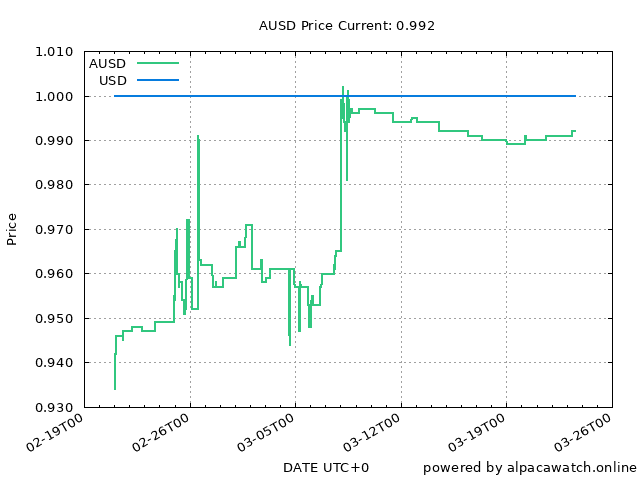 AUSD Price Current: 0.992
1.010
AUSD
USD
1.000
0.990
0.980
0.970
Price
0.960
0.950
0.940
0.930
02-19T00
02-26T00
03-05T00
03-12T00
03-19T00
03-26T00
DATE UTC+0
powered by alpacawatch.online